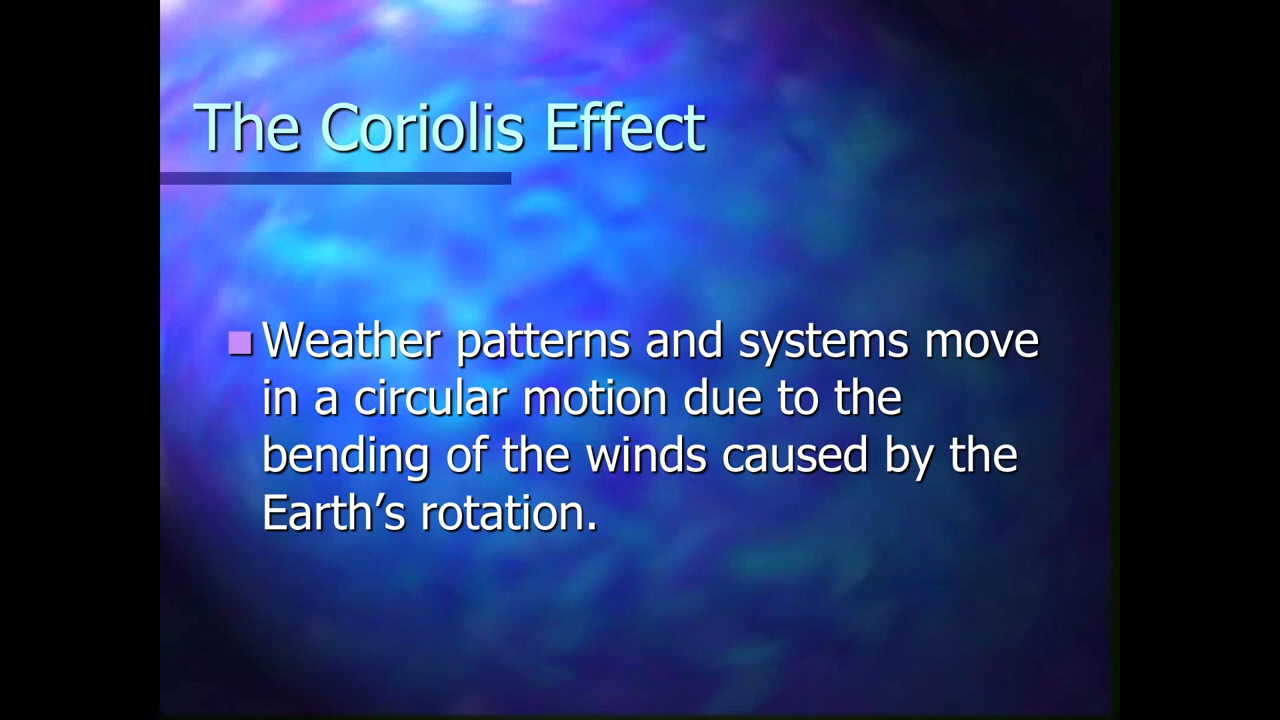 The Coriolis Effect
Weather patterns and systems move
in a circular motion due to the
bending of the winds caused by the
Earth’s rotation.